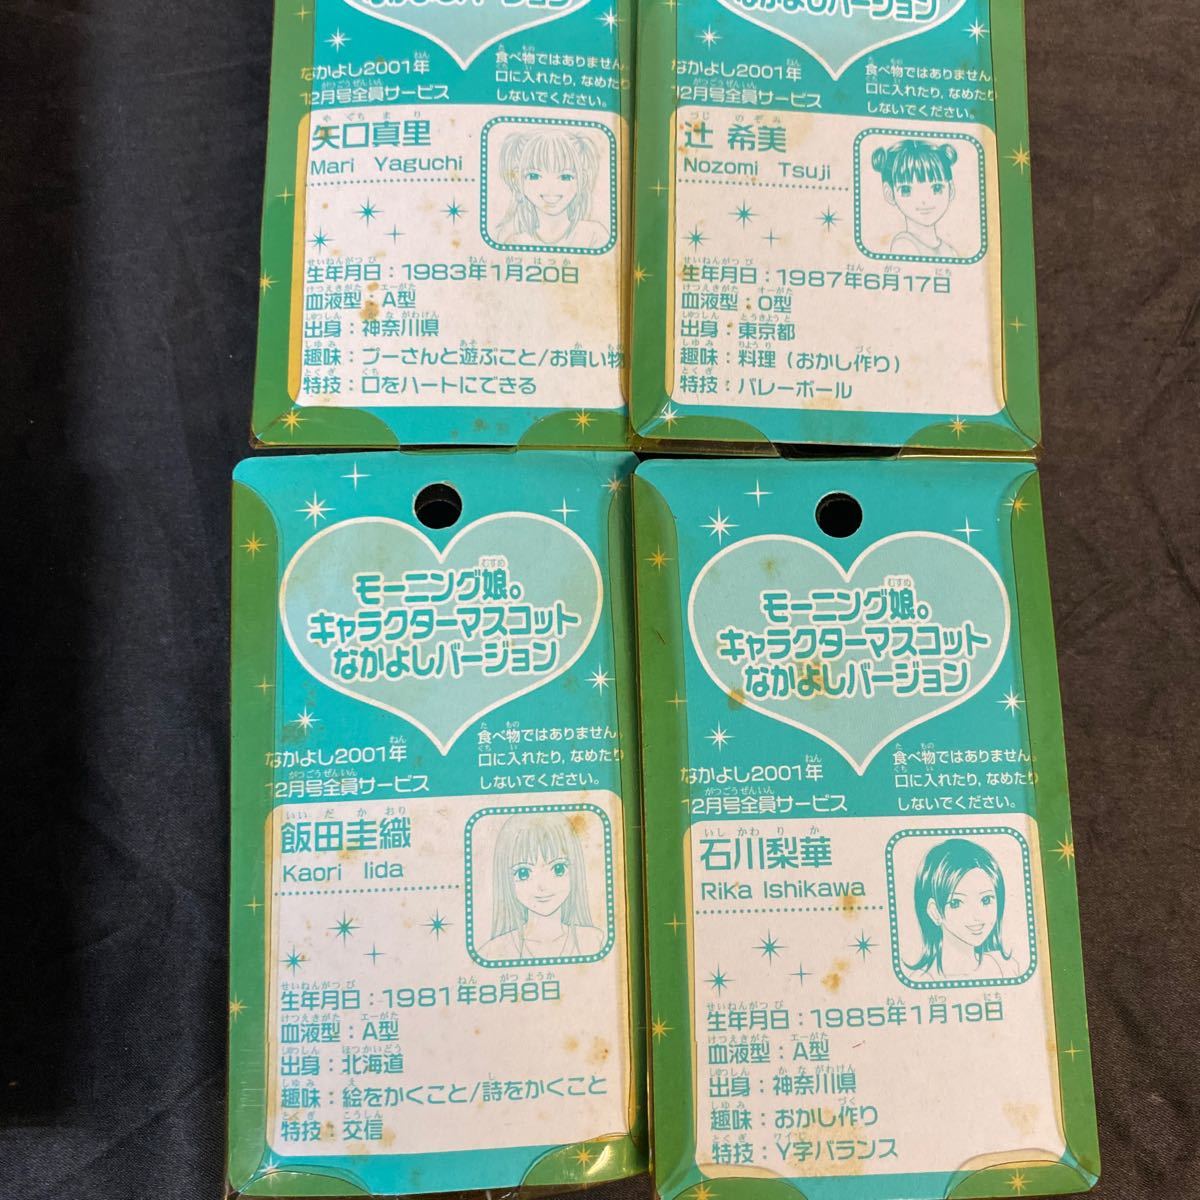 なかよしバージョン
なかよし2001年
12月号全員サービス
食べ物ではありません。
口に入れたり、なめたり
しないでください。
矢口真里
Mari Yaguchi
生年月日：1983年1月20日
血液型：A型
出身：神奈川県
趣味：プーさんと遊ぶこと/お買い物
特技：口をハートにできる
なかよしバージョン
なかよし2001年
12月号全員サービス
食べ物ではありません。
口に入れたり、なめたり
しないでください。
辻 希美
Nozomi Tsuji
生年月日：1987年6月17日
血液型：O型
出身：東京都
趣味：料理（おかし作り）
特技：バレーボール
モーニング娘。
キャラクターマスコット
なかよしバージョン
なかよし2001年
12月号全員サービス
食べ物ではありません。
口に入れたり、なめたり
しないでください。
飯田圭織
Kaori Iida
生年月日：1981年8月8日
血液型：A型
出身：北海道
趣味：絵をかくこと/詩をかくこと
特技：交信
モーニング娘。
キャラクターマスコット
なかよしバージョン
なかよし2001年
12月号全員サービス
食べ物ではありません。
口に入れたり、なめたり
しないでください。
石川梨華
Rika Ishikawa
生年月日：1985年1月19日
血液型：A型
出身：神奈川県
趣味：おかし作り
特技：Y字バランス